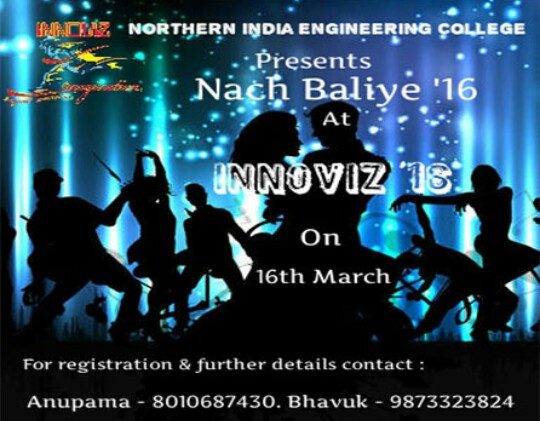 INNOVIZ
NORTHERN INDIA ENGINEERING COLLEGE
Presents
Nach Baliye '16
At
INNOVIZ '16
On
16th March
For registration & further details contact :
Anupama - 8010687430. Bhavuk - 9873323824